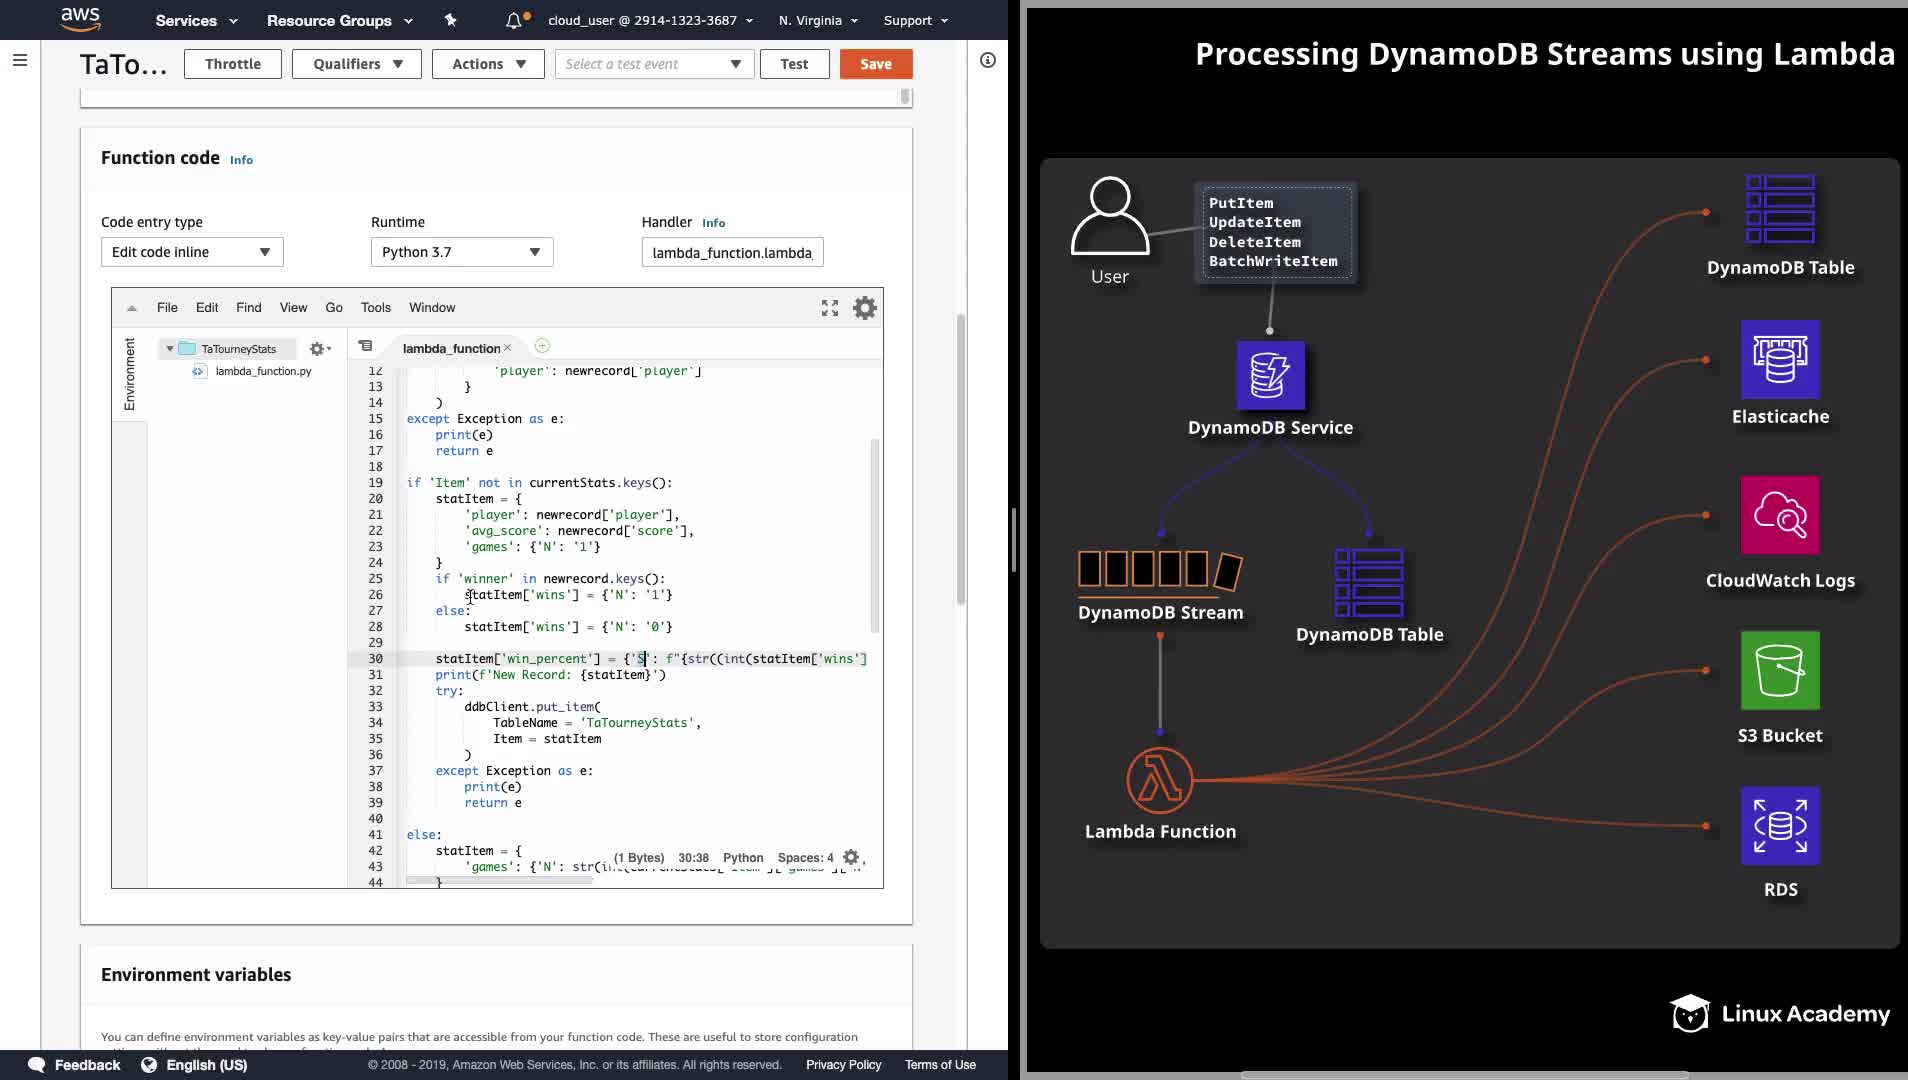 aws
Services
Resource Groups
cloud_user @ 2914-1323-3687
N. Virginia
Support
TaTo...
Throttle
Qualifiers
Actions
Select a test event
Test
Save
Function code Info
Code entry type
Runtime
Handler Info
Edit code inline
Python 3.7
lambda_function.lambda_
File Edit Find View Go Tools Window
Environment
TaTourneyStats
lambda_function.py
lambda_function
12 'player': newrecord['player']
13 }
14 )
15 except Exception as e:
16 print(e)
17 return e
18
19 if 'Item' not in currentStats.keys():
20 statItem = {
21 'player': newrecord['player'],
22 'avg_score': newrecord['score'],
23 'games': {'N': '1'}
24 }
25 if 'winner' in newrecord.keys():
26 statItem['wins'] = {'N': '1'}
27 else:
28 statItem['wins'] = {'N': '0'}
29
30 statItem['win_percent'] = {'S': f"{str((int(statItem['wins']
31 print(f'New Record: {statItem}')
32 try:
33 ddbClient.put_item(
34 TableName = 'TaTourneyStats',
35 Item = statItem
36 )
37 except Exception as e:
38 print(e)
39 return e
40
41 else:
42 statItem = {
43 'games': {'N': str(
44 }
(1 Bytes) 30:38 Python Spaces: 4
Environment variables
You can define environment variables as key-value pairs that are accessible from your function code. These are useful to store configuration
Feedback
English (US)
© 2008 - 2019, Amazon Web Services, Inc. or its affiliates. All rights reserved.
Privacy Policy
Terms of Use
Processing DynamoDB Streams using Lambda
User
PutItem
UpdateItem
DeleteItem
BatchWriteItem
DynamoDB Service
DynamoDB Stream
DynamoDB Table
Lambda Function
DynamoDB Table
Elasticache
CloudWatch Logs
S3 Bucket
RDS
Linux Academy